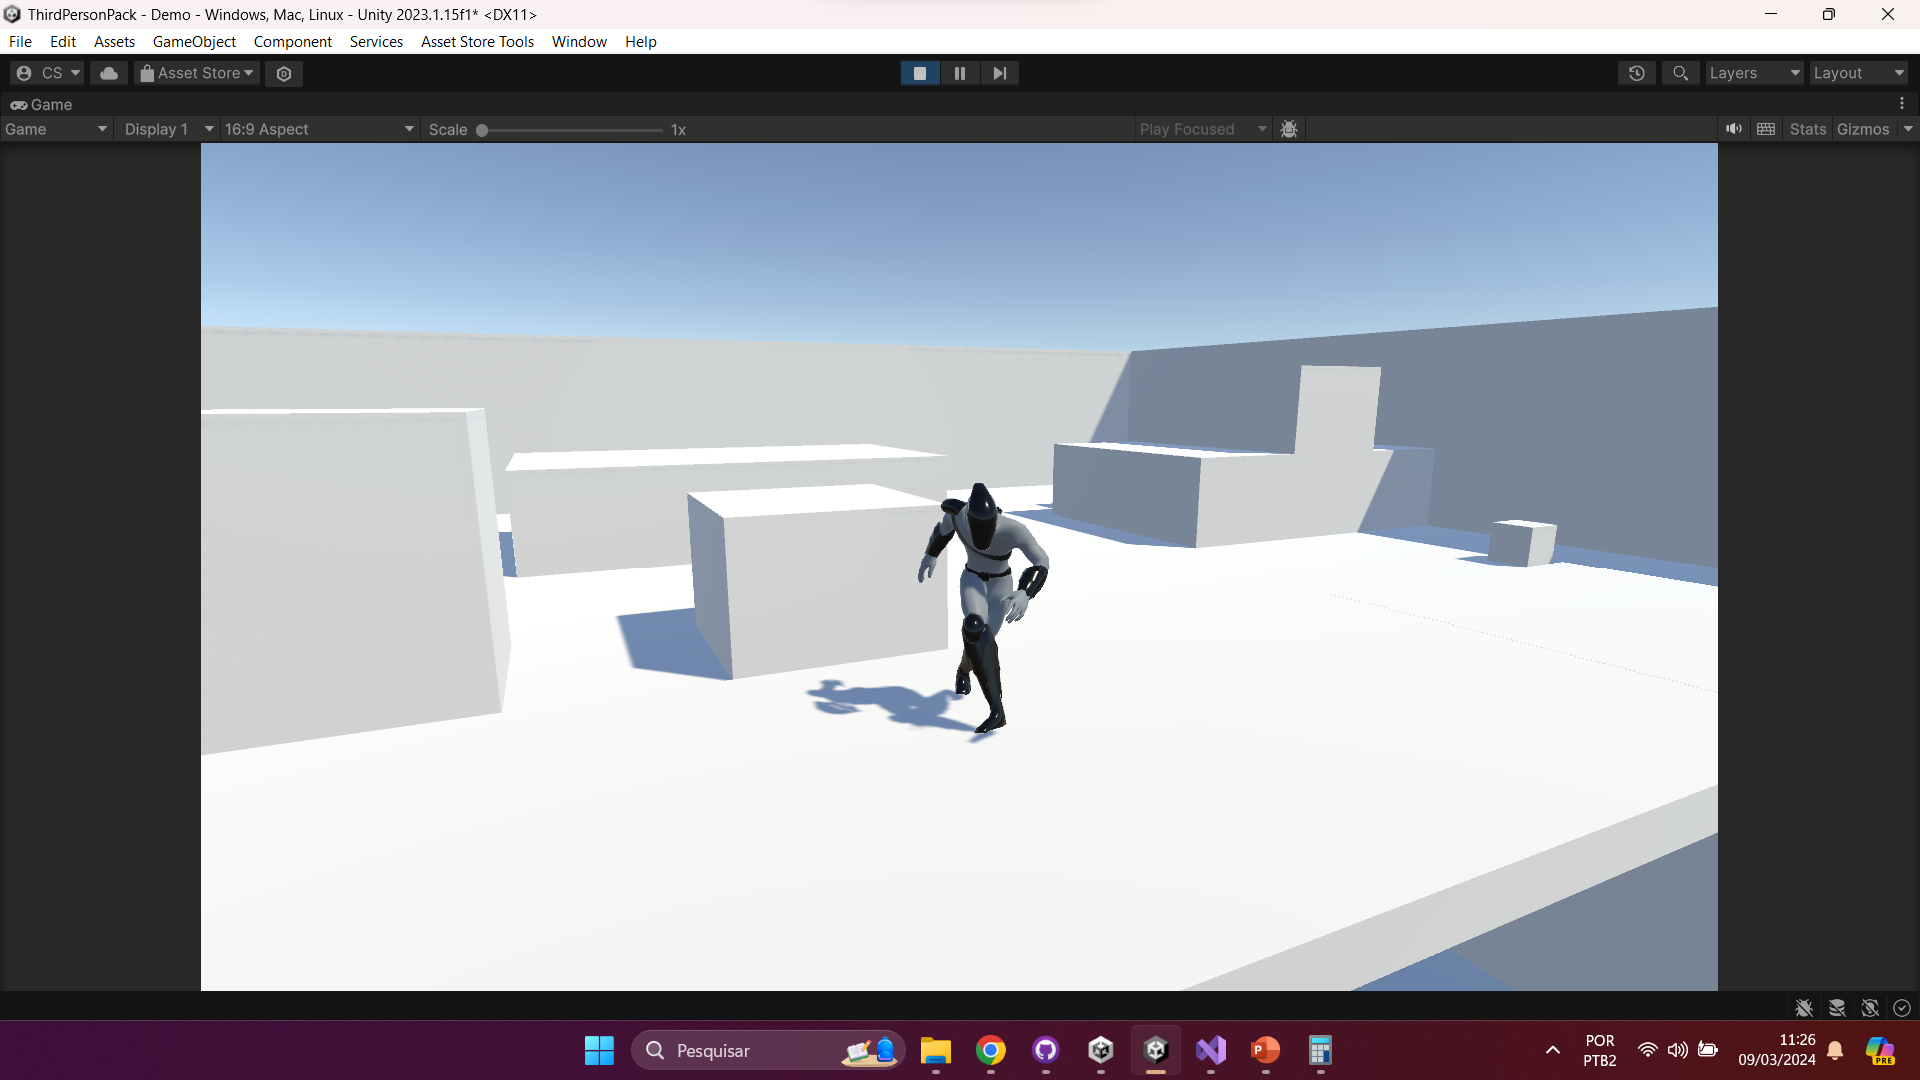 ThirdPersonPack - Demo - Windows, Mac, Linux - Unity 2023.1.15f1* <DX11>
File Edit Assets GameObject Component Services Asset Store Tools Window Help
CS Asset Store Layers Layout
Game
Game Display 1 16:9 Aspect Scale 1x Play Focused Stats Gizmos
Pesquisar
POR
PTB2
11:26
09/03/2024
PRE